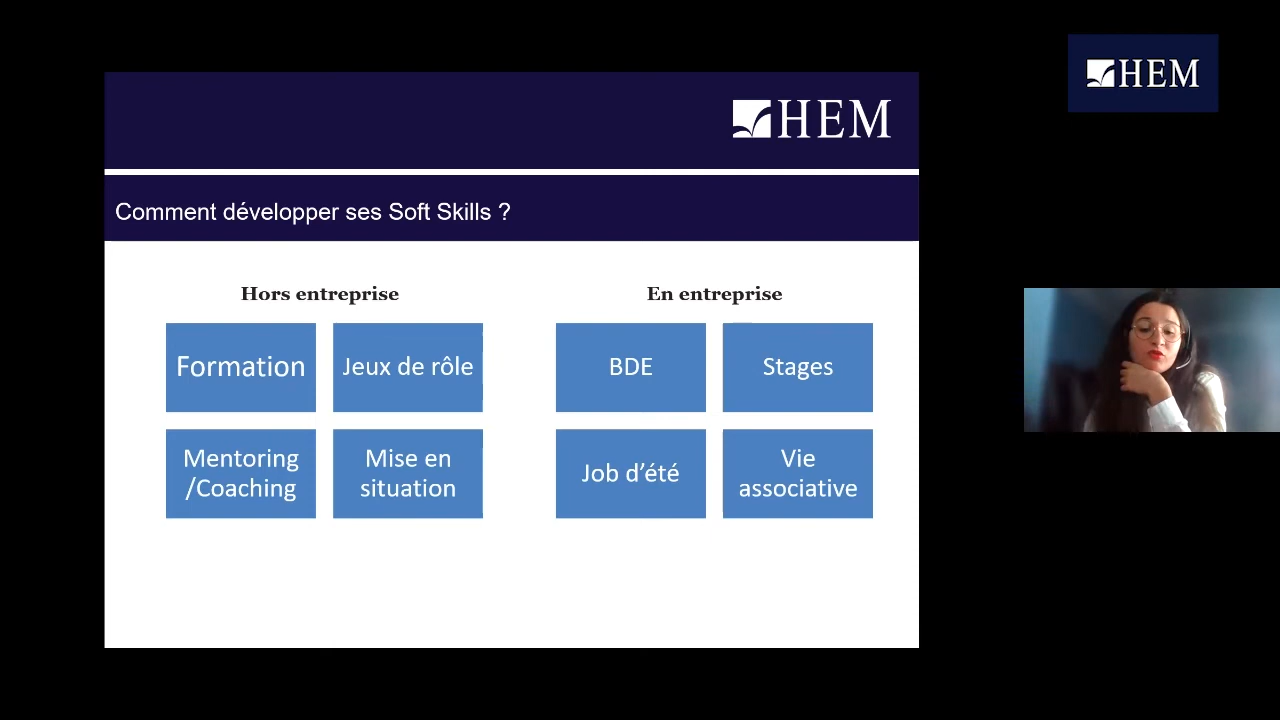 HEM
HEM
Comment développer ses Soft Skills ?
Hors entreprise
En entreprise
Formation
Jeux de rôle
BDE
Stages
Mentoring
/Coaching
Mise en
situation
Job d’été
Vie
associative